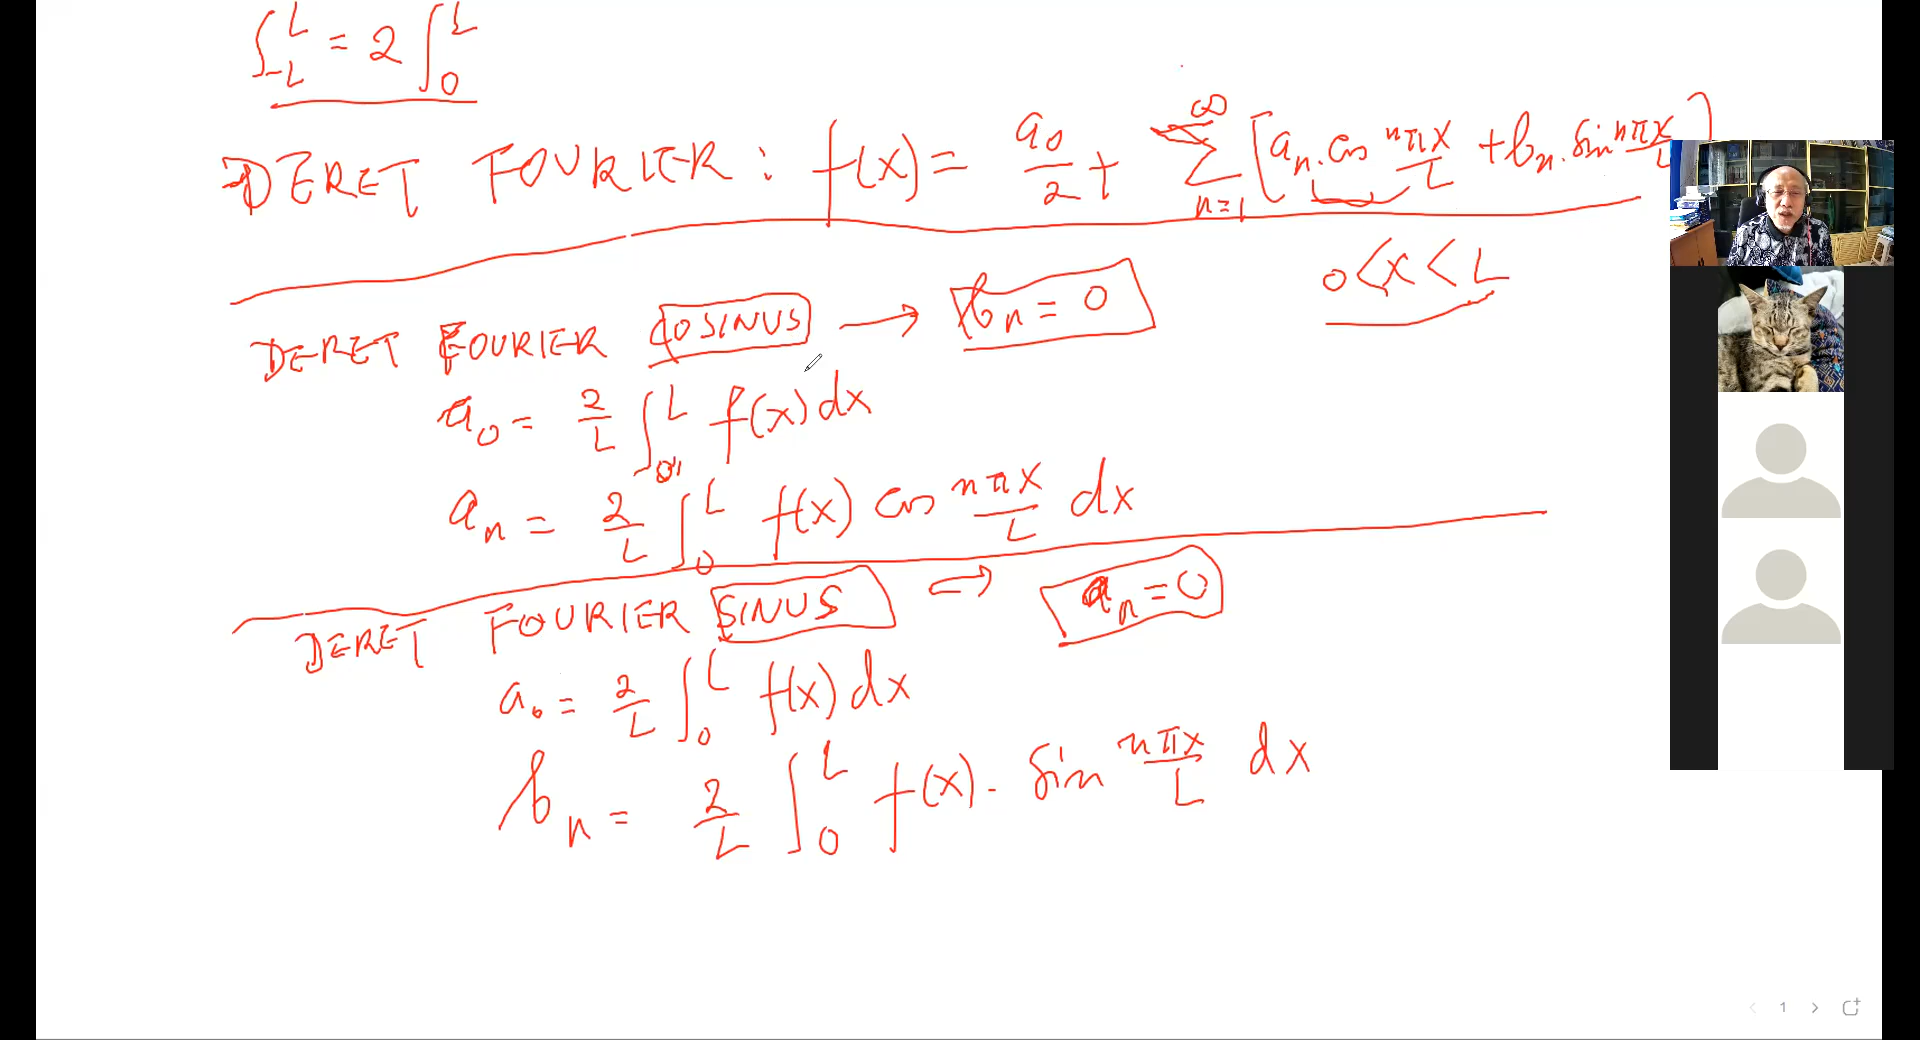 ∫_{-L}^{L} = 2 ∫_{0}^{L}
DERET FOURIER : f(x) = a₀/2 + Σ_{n=1}^{∞} [aₙ . cos nπx/L + bₙ . sin nπx/L]
0 < x < L
DERET FOURIER COSINUS → bₙ = 0
a₀ = 2/L ∫_{0}^{L} f(x) dx
aₙ = 2/L ∫_{0}^{L} f(x) cos nπx/L dx
DERET FOURIER SINUS → aₙ = 0
a₀ = 2/L ∫_{0}^{L} f(x) dx
bₙ = 2/L ∫_{0}^{L} f(x) . sin nπx/L dx
1